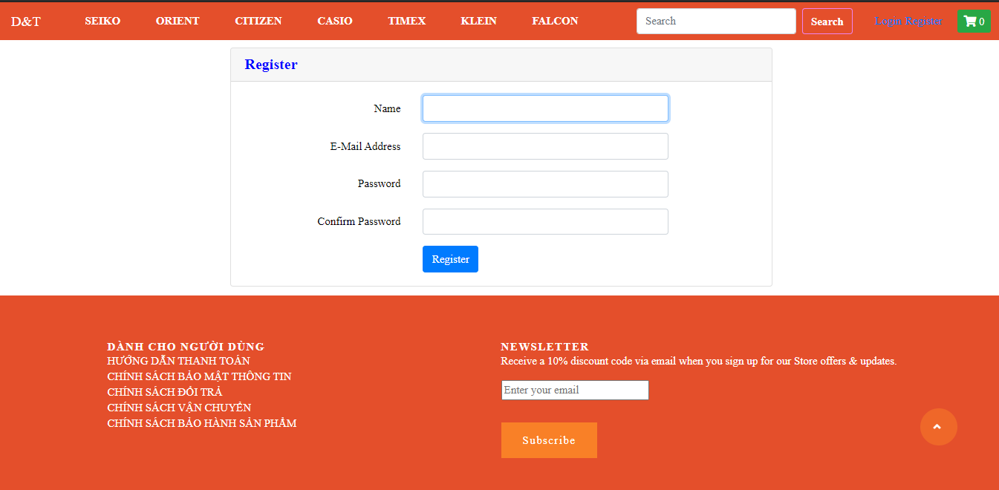 D&T SEIKO ORIENT CITIZEN CASIO TIMEX KLEIN FALCON Search Search Login Register 0
Register
Name
E-Mail Address
Password
Confirm Password
Register
DÀNH CHO NGƯỜI DÙNG
HƯỚNG DẪN THANH TOÁN
CHÍNH SÁCH BẢO MẬT THÔNG TIN
CHÍNH SÁCH ĐỔI TRẢ
CHÍNH SÁCH VẬN CHUYỂN
CHÍNH SÁCH BẢO HÀNH SẢN PHẨM
NEWSLETTER
Receive a 10% discount code via email when you sign up for our Store offers & updates.
Enter your email
Subscribe